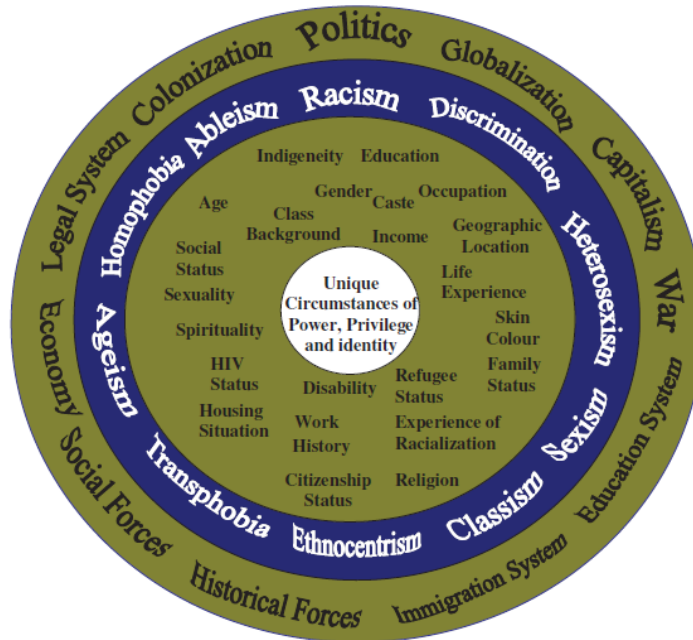 Politics
Globalization
Capitalism
War
Education System
Immigration System
Historical Forces
Social Forces
Economy
Legal System
Colonization
Racism
Discrimination
Heterosexism
Sexism
Classism
Ethnocentrism
Transphobia
Ageism
Homophobia
Ableism
Indigeneity
Education
Age
Gender
Caste
Occupation
Class
Background
Income
Geographic
Location
Social
Status
Life
Experience
Sexuality
Spirituality
Skin
Colour
HIV
Status
Family
Status
Disability
Refugee
Status
Housing
Situation
Work
History
Experience of
Racialization
Citizenship
Status
Religion
Unique
Circumstances of
Power, Privilege
and identity